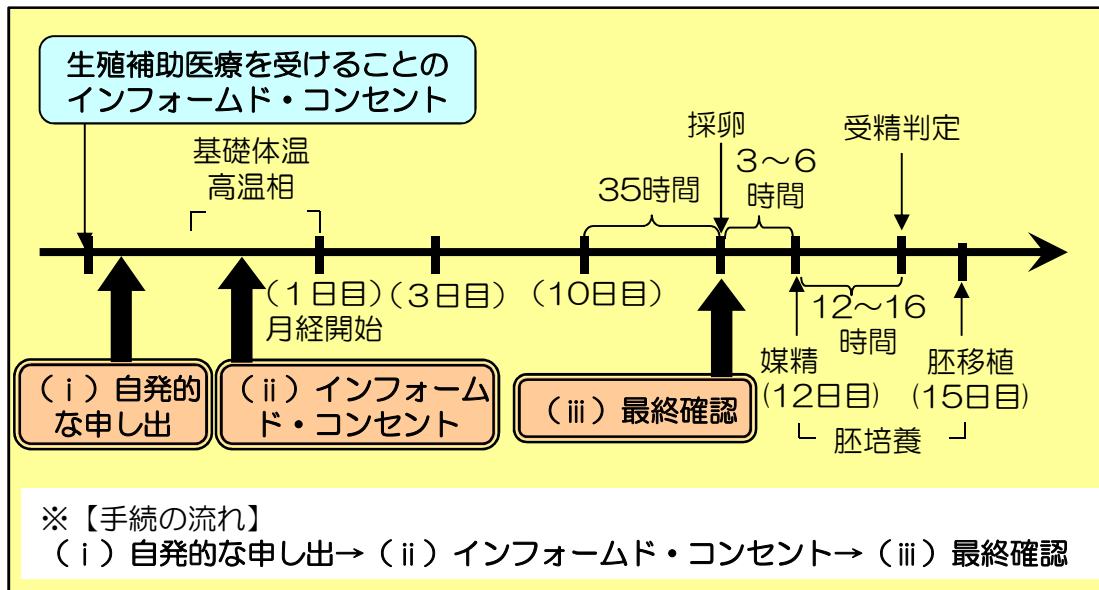 生殖補助医療を受けることの
インフォームド・コンセント
基礎体温
高温相
35時間
採卵
3~6
時間
受精判定
(1日目)
月経開始
(3日目)
(10日目)
12~16
時間
媒精
(12日目)
胚移植
(15日目)
胚培養
(ⅰ)自発的
な申し出
(ⅱ)インフォーム
ド・コンセント
(ⅲ)最終確認
※【手続の流れ】
(ⅰ)自発的な申し出→(ⅱ)インフォームド・コンセント→(ⅲ)最終確認